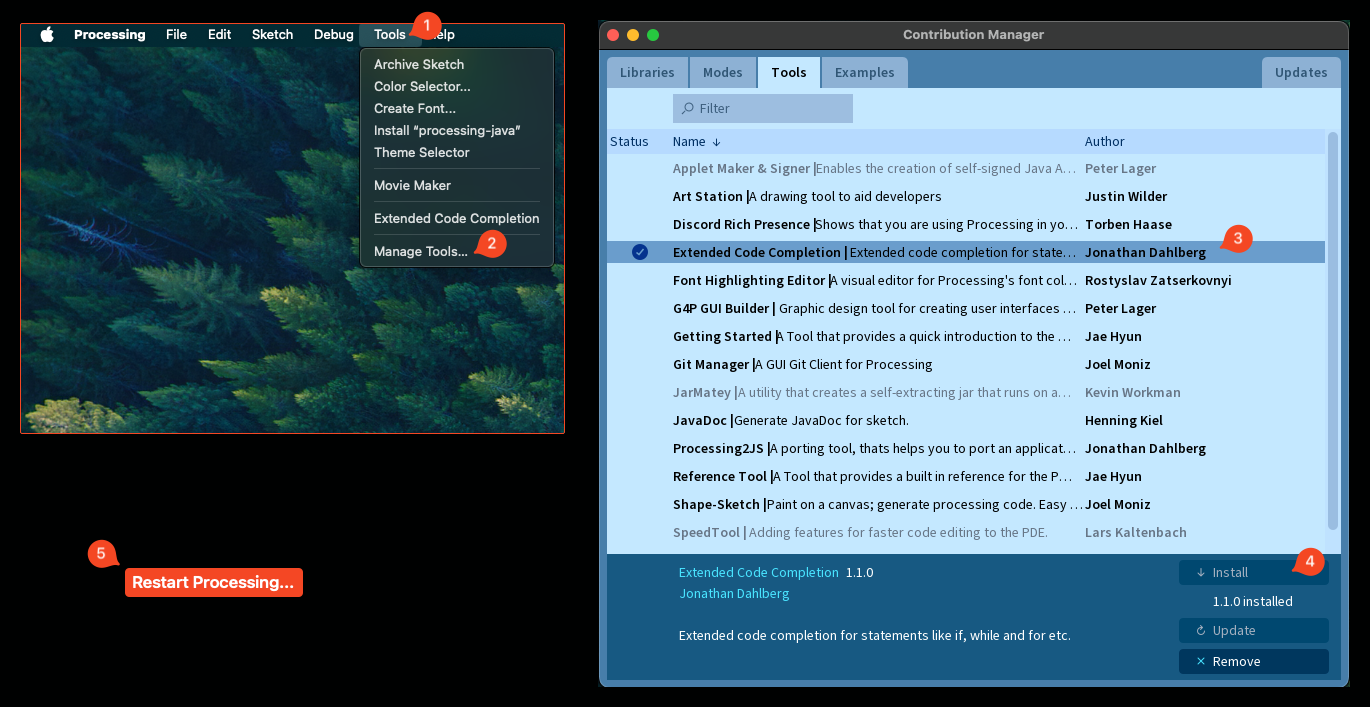 Processing File Edit Sketch Debug Tools elp
1
Archive Sketch
Color Selector...
Create Font...
Install “processing-java”
Theme Selector
Movie Maker
Extended Code Completion
Manage Tools...
2
5
Restart Processing...
Contribution Manager
Libraries Modes Tools Examples Updates
Filter
Status Name ↓ Author
Applet Maker & Signer |Enables the creation of self-signed Java A… Peter Lager
Art Station |A drawing tool to aid developers Justin Wilder
Discord Rich Presence |Shows that you are using Processing in yo… Torben Haase
Extended Code Completion | Extended code completion for state… Jonathan Dahlberg
3
Font Highlighting Editor |A visual editor for Processing's font col… Rostyslav Zatserkovnyi
G4P GUI Builder | Graphic design tool for creating user interfaces … Peter Lager
Getting Started |A Tool that provides a quick introduction to the … Jae Hyun
Git Manager |A GUI Git Client for Processing Joel Moniz
JarMatey |A utility that creates a self-extracting jar that runs on a… Kevin Workman
JavaDoc |Generate JavaDoc for sketch. Henning Kiel
Processing2JS |A porting tool, thats helps you to port an applicat… Jonathan Dahlberg
Reference Tool |A Tool that provides a built in reference for the P… Jae Hyun
Shape-Sketch |Paint on a canvas; generate processing code. Easy … Joel Moniz
SpeedTool | Adding features for faster code editing to the PDE. Lars Kaltenbach
Extended Code Completion 1.1.0
Jonathan Dahlberg
Extended code completion for statements like if, while and for etc.
↓ Install
4
1.1.0 installed
Update
× Remove